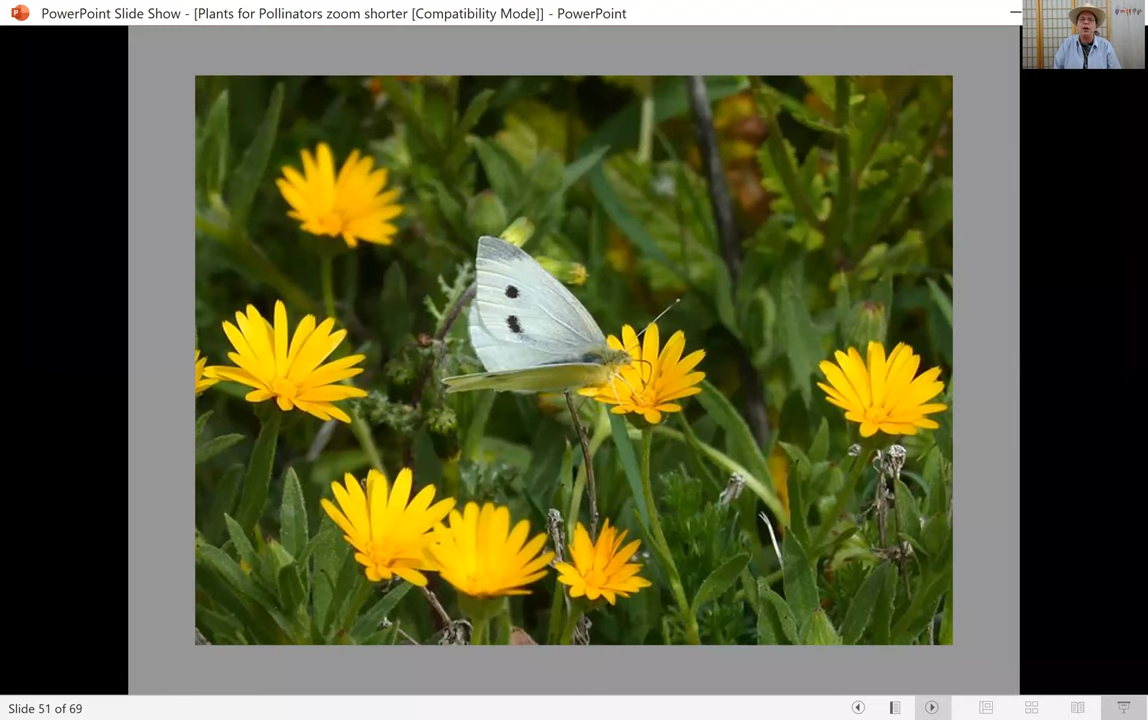 PowerPoint Slide Show - [Plants for Pollinators zoom shorter [Compatibility Mode]] - PowerPoint
Slide 51 of 69